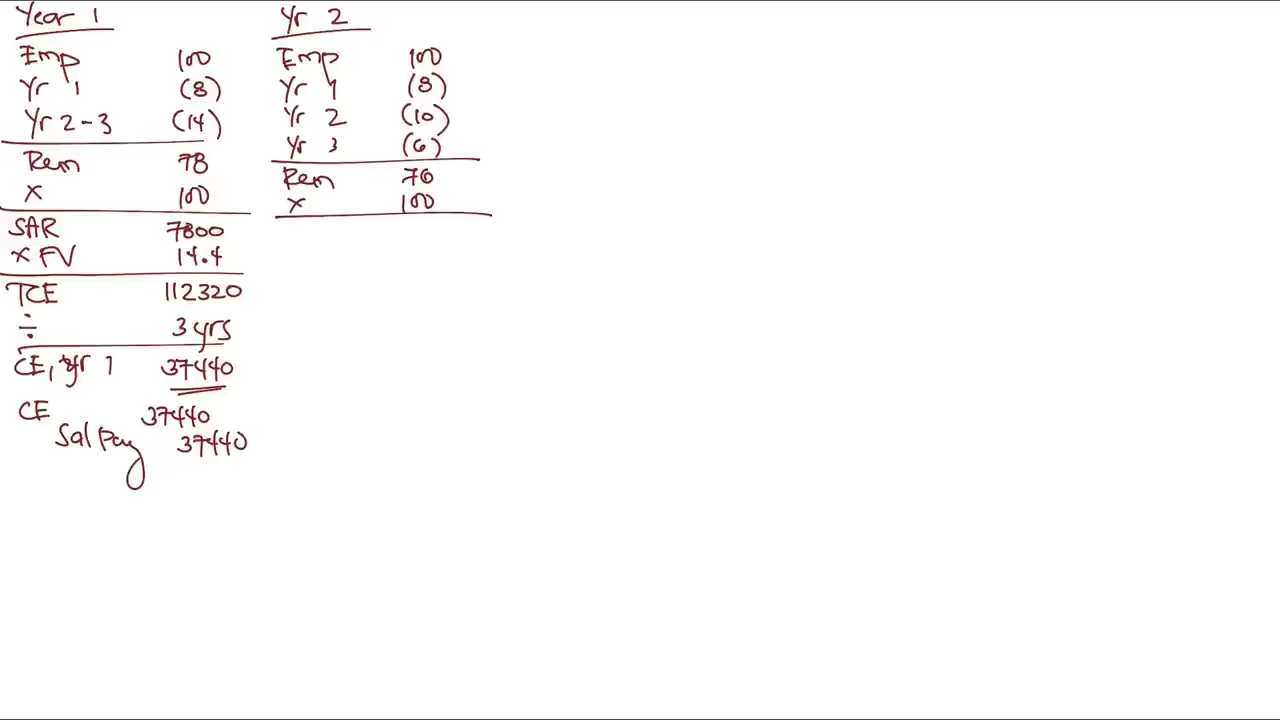 Year 1
Emp 100
Yr 1 (8)
Yr 2-3 (14)
Rem 78
x 100
SAR 7800
x FV 14.4
TCE 112320
÷ 3 yrs
CE, Yr 1 37440
CE 37440
Sal Pay 37440
Yr 2
Emp 100
Yr 1 (8)
Yr 2 (10)
Yr 3 (6)
Rem 76
x 100